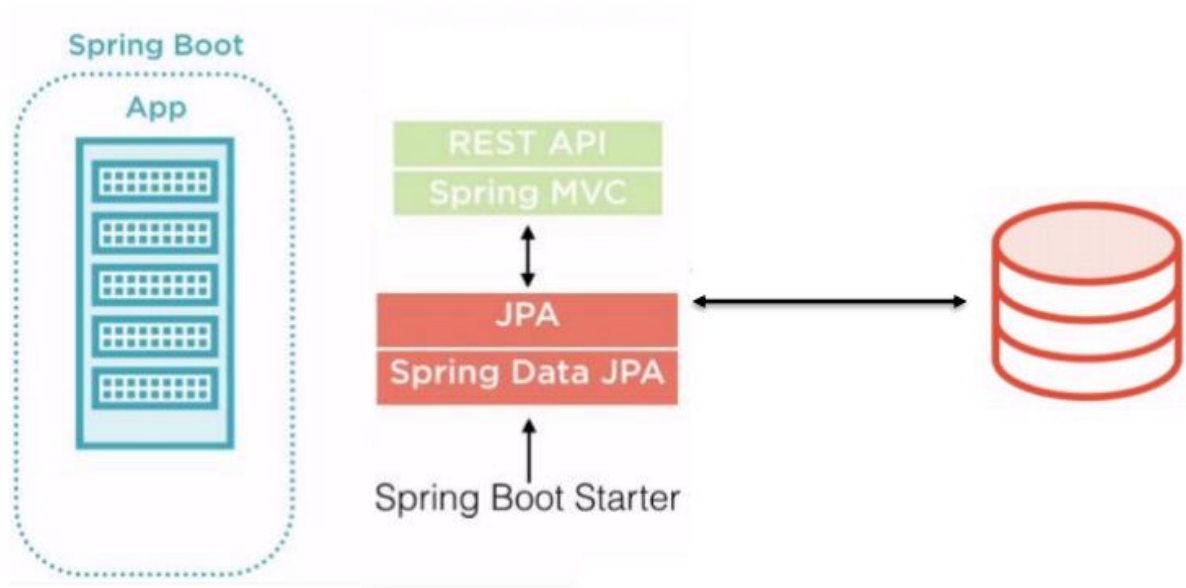 Spring Boot
App
REST API
Spring MVC
JPA
Spring Data JPA
Spring Boot Starter